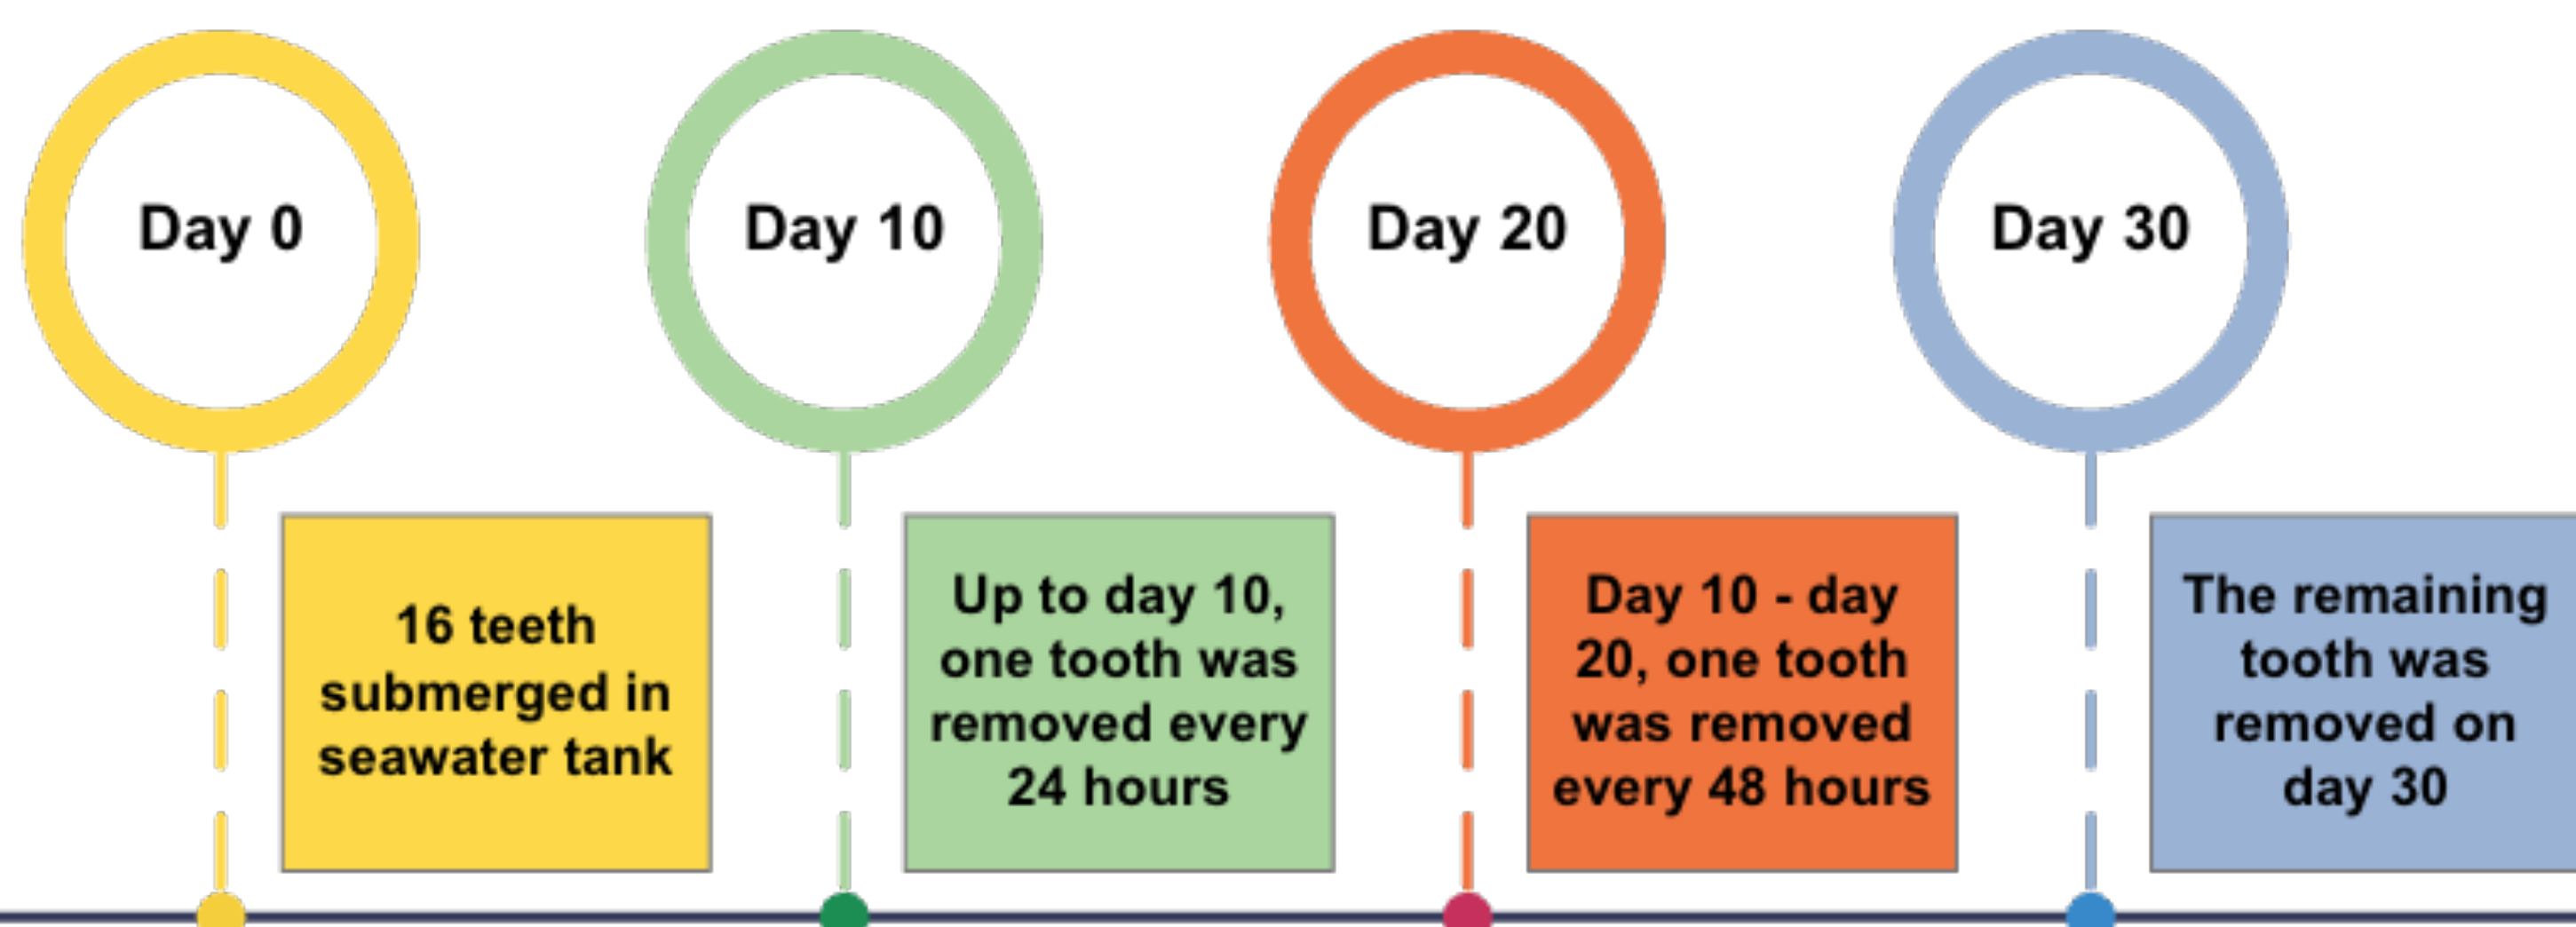 Day 0
Day 10
Day 20
Day 30
16 teeth
submerged in
seawater tank
Up to day 10,
one tooth was
removed every
24 hours
Day 10 - day
20, one tooth
was removed
every 48 hours
The remaining
tooth was
removed on
day 30